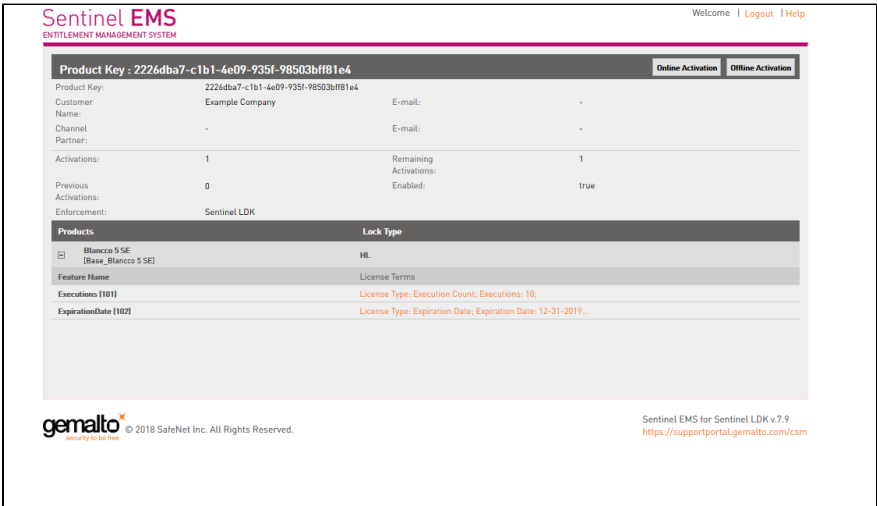 Sentinel EMS
ENTITLEMENT MANAGEMENT SYSTEM
Welcome | Logout | Help
Product Key : 2226dba7-c1b1-4e09-935f-98503bff81e4
Online Activation
Offline Activation
Product Key: 2226dba7-c1b1-4e09-935f-98503bff81e4
Customer Name: Example Company E-mail: -
Channel Partner: - E-mail: -
Activations: 1 Remaining Activations: 1
Previous Activations: 0 Enabled: true
Enforcement: Sentinel LDK
Products Lock Type
Blancco 5 SE
[Base_Blancco 5 SE] HL
Feature Name License Terms
Executions [101] License Type: Execution Count; Executions: 10;
ExpirationDate [102] License Type: Expiration Date; Expiration Date: 12-31-2019...
gemalto
security to be free
© 2018 SafeNet Inc. All Rights Reserved.
Sentinel EMS for Sentinel LDK v.7.9
https://supportportal.gemalto.com/csm